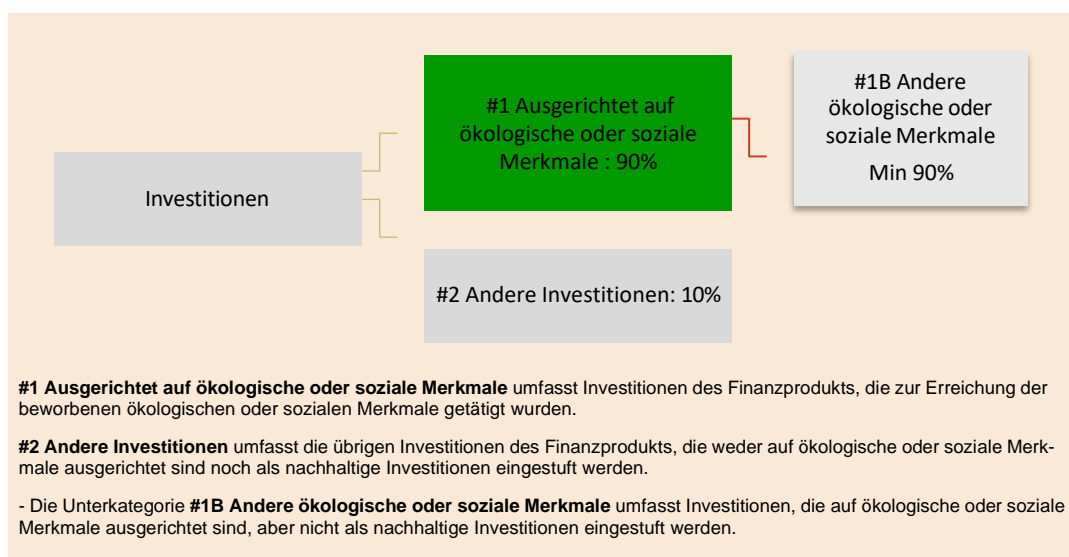 #1 Ausgerichtet auf
ökologische oder soziale
Merkmale : 90%
#1B Andere
ökologische oder
soziale Merkmale
Min 90%
Investitionen
#2 Andere Investitionen: 10%
#1 Ausgerichtet auf ökologische oder soziale Merkmale umfasst Investitionen des Finanzprodukts, die zur Erreichung der
beworbenen ökologischen oder sozialen Merkmale getätigt wurden.
#2 Andere Investitionen umfasst die übrigen Investitionen des Finanzprodukts, die weder auf ökologische oder soziale Merk-
male ausgerichtet sind noch als nachhaltige Investitionen eingestuft werden.
- Die Unterkategorie #1B Andere ökologische oder soziale Merkmale umfasst Investitionen, die auf ökologische oder soziale
Merkmale ausgerichtet sind, aber nicht als nachhaltige Investitionen eingestuft werden.